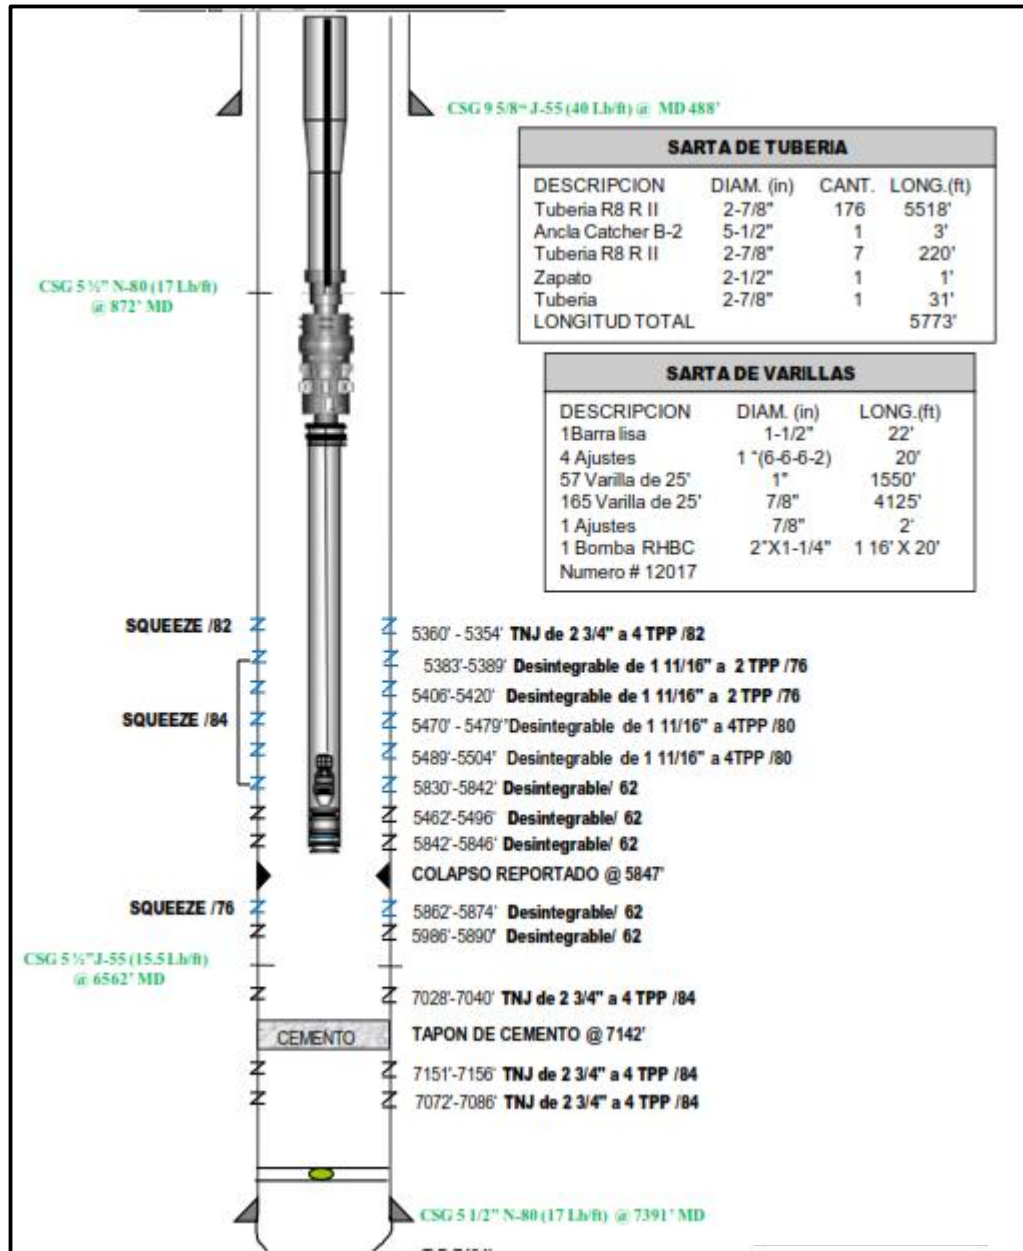 CSG 9 5/8" J-55 (40 Lb/ft) @ MD 488'
SARTA DE TUBERIA
DESCRIPCION DIAM. (in) CANT. LONG.(ft)
Tuberia R8 R II 2-7/8" 176 5518'
Ancla Catcher B-2 5-1/2" 1 3'
Tuberia R8 R II 2-7/8" 7 220'
Zapato 2-1/2" 1 1'
Tuberia 2-7/8" 1 31'
LONGITUD TOTAL 5773'
CSG 5 ½" N-80 (17 Lb/ft)
@ 872' MD
SARTA DE VARILLAS
DESCRIPCION DIAM. (in) LONG.(ft)
1Barra lisa 1-1/2" 22'
4 Ajustes 1 "(6-6-6-2) 20'
57 Varilla de 25' 1" 1550'
165 Varilla de 25' 7/8" 4125'
1 Ajustes 7/8" 2'
1 Bomba RHBC 2"X1-1/4" 1 16' X 20'
Numero # 12017
SQUEEZE /82
5360' - 5354' TNJ de 2 3/4" a 4 TPP /82
5383'-5389' Desintegrable de 1 11/16" a 2 TPP /76
5406'-5420' Desintegrable de 1 11/16" a 2 TPP /76
SQUEEZE /84
5470' - 5479'"Desintegrable de 1 11/16" a 4TPP /80
5489'-5504" Desintegrable de 1 11/16" a 4TPP /80
5830'-5842' Desintegrable/ 62
5462'-5496' Desintegrable/ 62
5842'-5846' Desintegrable/ 62
COLAPSO REPORTADO @ 5847'
SQUEEZE /76
5862'-5874' Desintegrable/ 62
5986'-5890' Desintegrable/ 62
CSG 5 ½"J-55 (15.5 Lb/ft)
@ 6562' MD
7028'-7040' TNJ de 2 3/4" a 4 TPP /84
CEMENTO
TAPON DE CEMENTO @ 7142'
7151'-7156' TNJ de 2 3/4" a 4 TPP /84
7072'-7086' TNJ de 2 3/4" a 4 TPP /84
CSG 5 1/2" N-80 (17 Lb/ft) @ 7391' MD